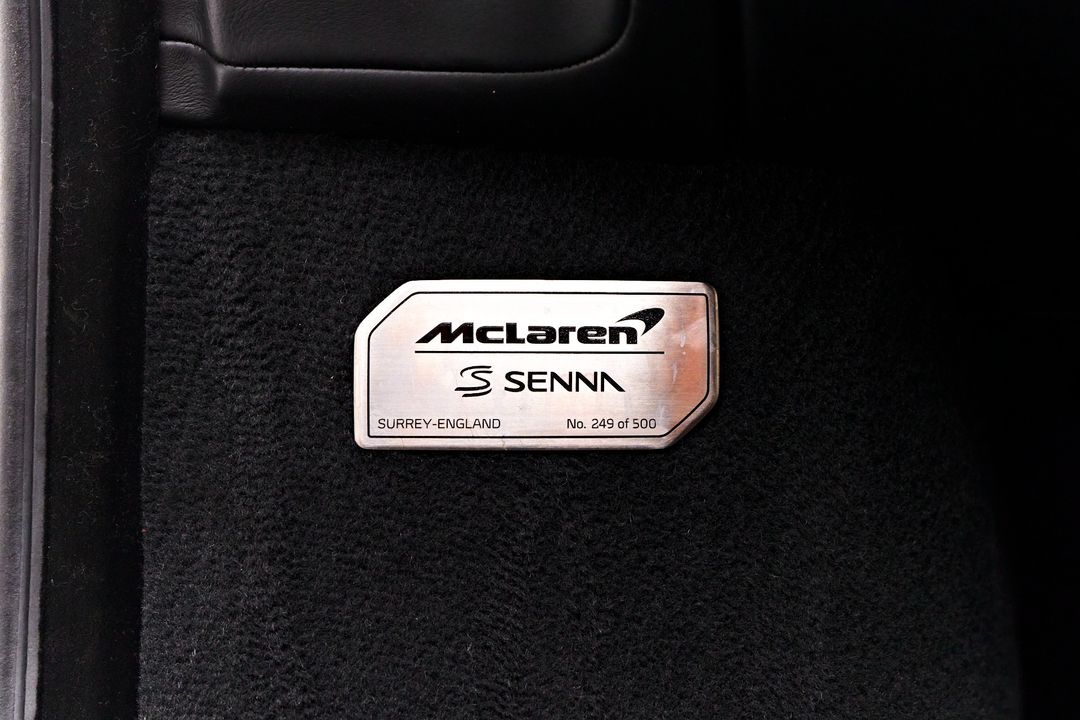 McLaren
SENNA
SURREY-ENGLAND No. 249 of 500